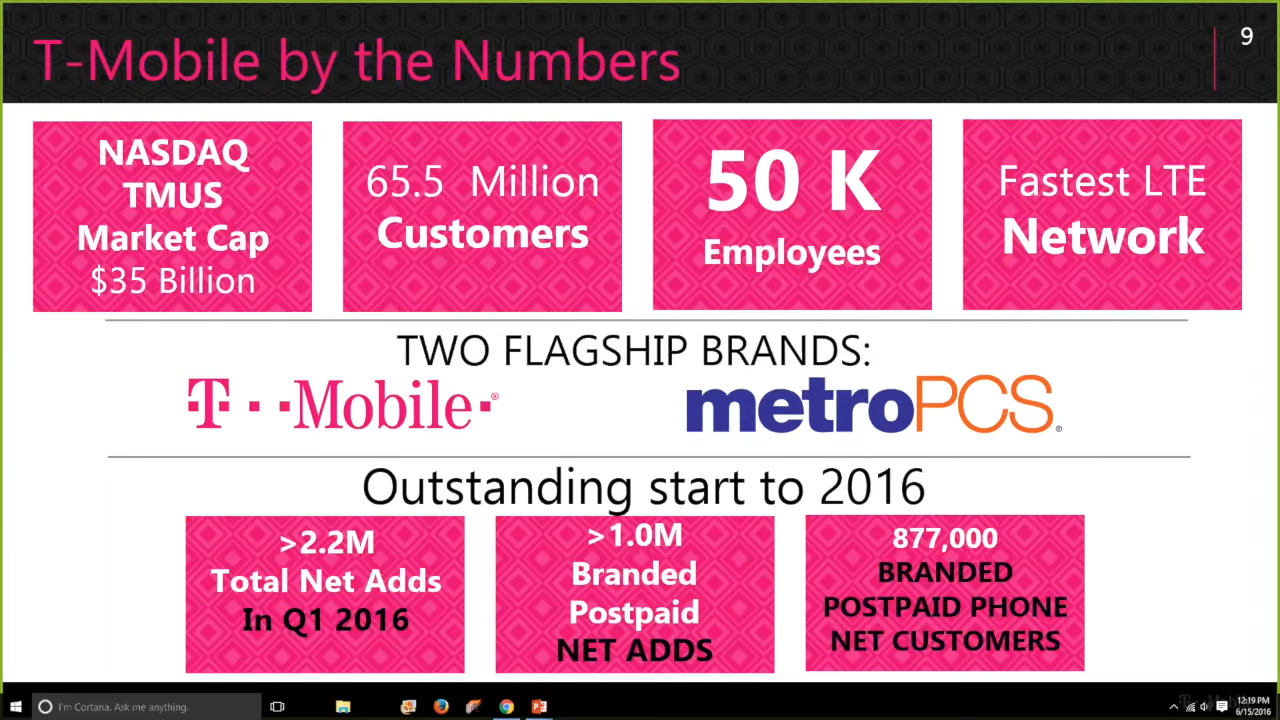 T-Mobile by the Numbers
9
NASDAQ
TMUS
Market Cap
$35 Billion
65.5 Million
Customers
50 K
Employees
Fastest LTE
Network
TWO FLAGSHIP BRANDS:
T··Mobile·®
metroPCS®
Outstanding start to 2016
>2.2M
Total Net Adds
In Q1 2016
>1.0M
Branded
Postpaid
NET ADDS
877,000
BRANDED
POSTPAID PHONE
NET CUSTOMERS
I'm Cortana. Ask me anything.
12:19 PM
6/15/2016